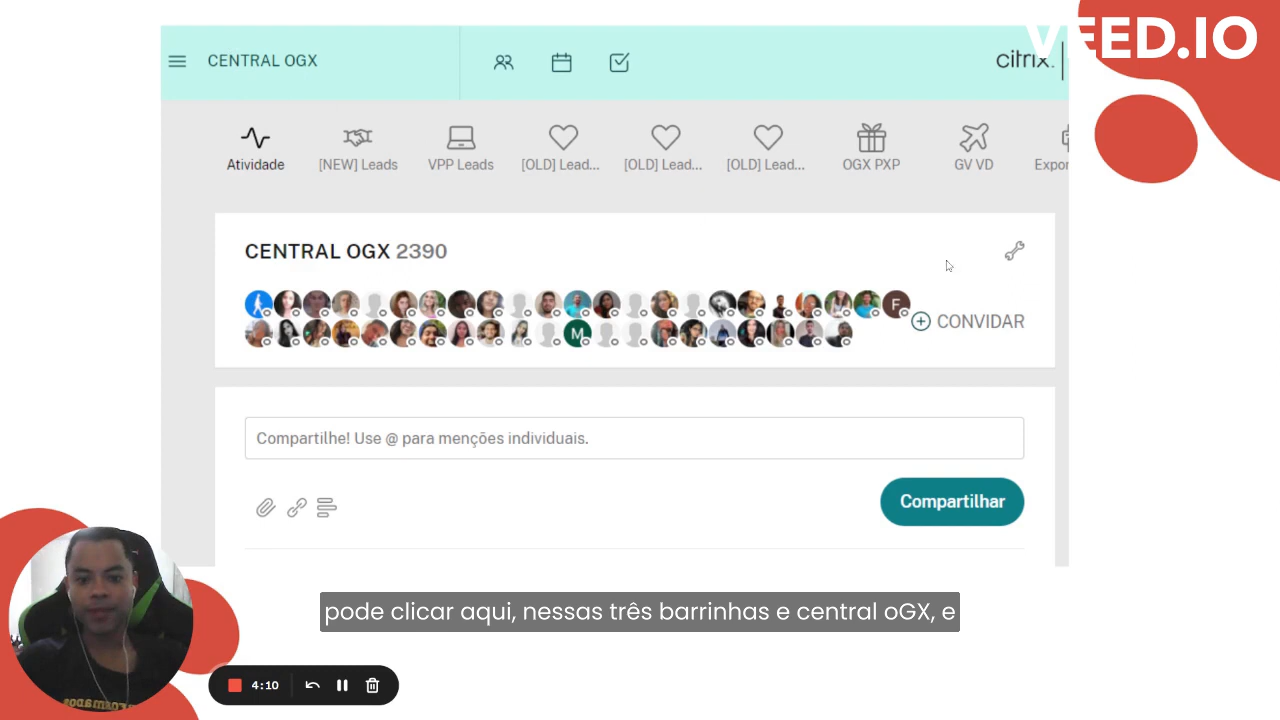 VEED.IO
CENTRAL OGX
citrix.
Atividade
[NEW] Leads
VPP Leads
[OLD] Lead...
[OLD] Lead...
[OLD] Lead...
OGX PXP
GV VD
Expor
CENTRAL OGX 2390
F
M
CONVIDAR
Compartilhe! Use @ para menções individuais.
Compartilhar
pode clicar aqui, nessas três barrinhas e central oGX, e
4:10